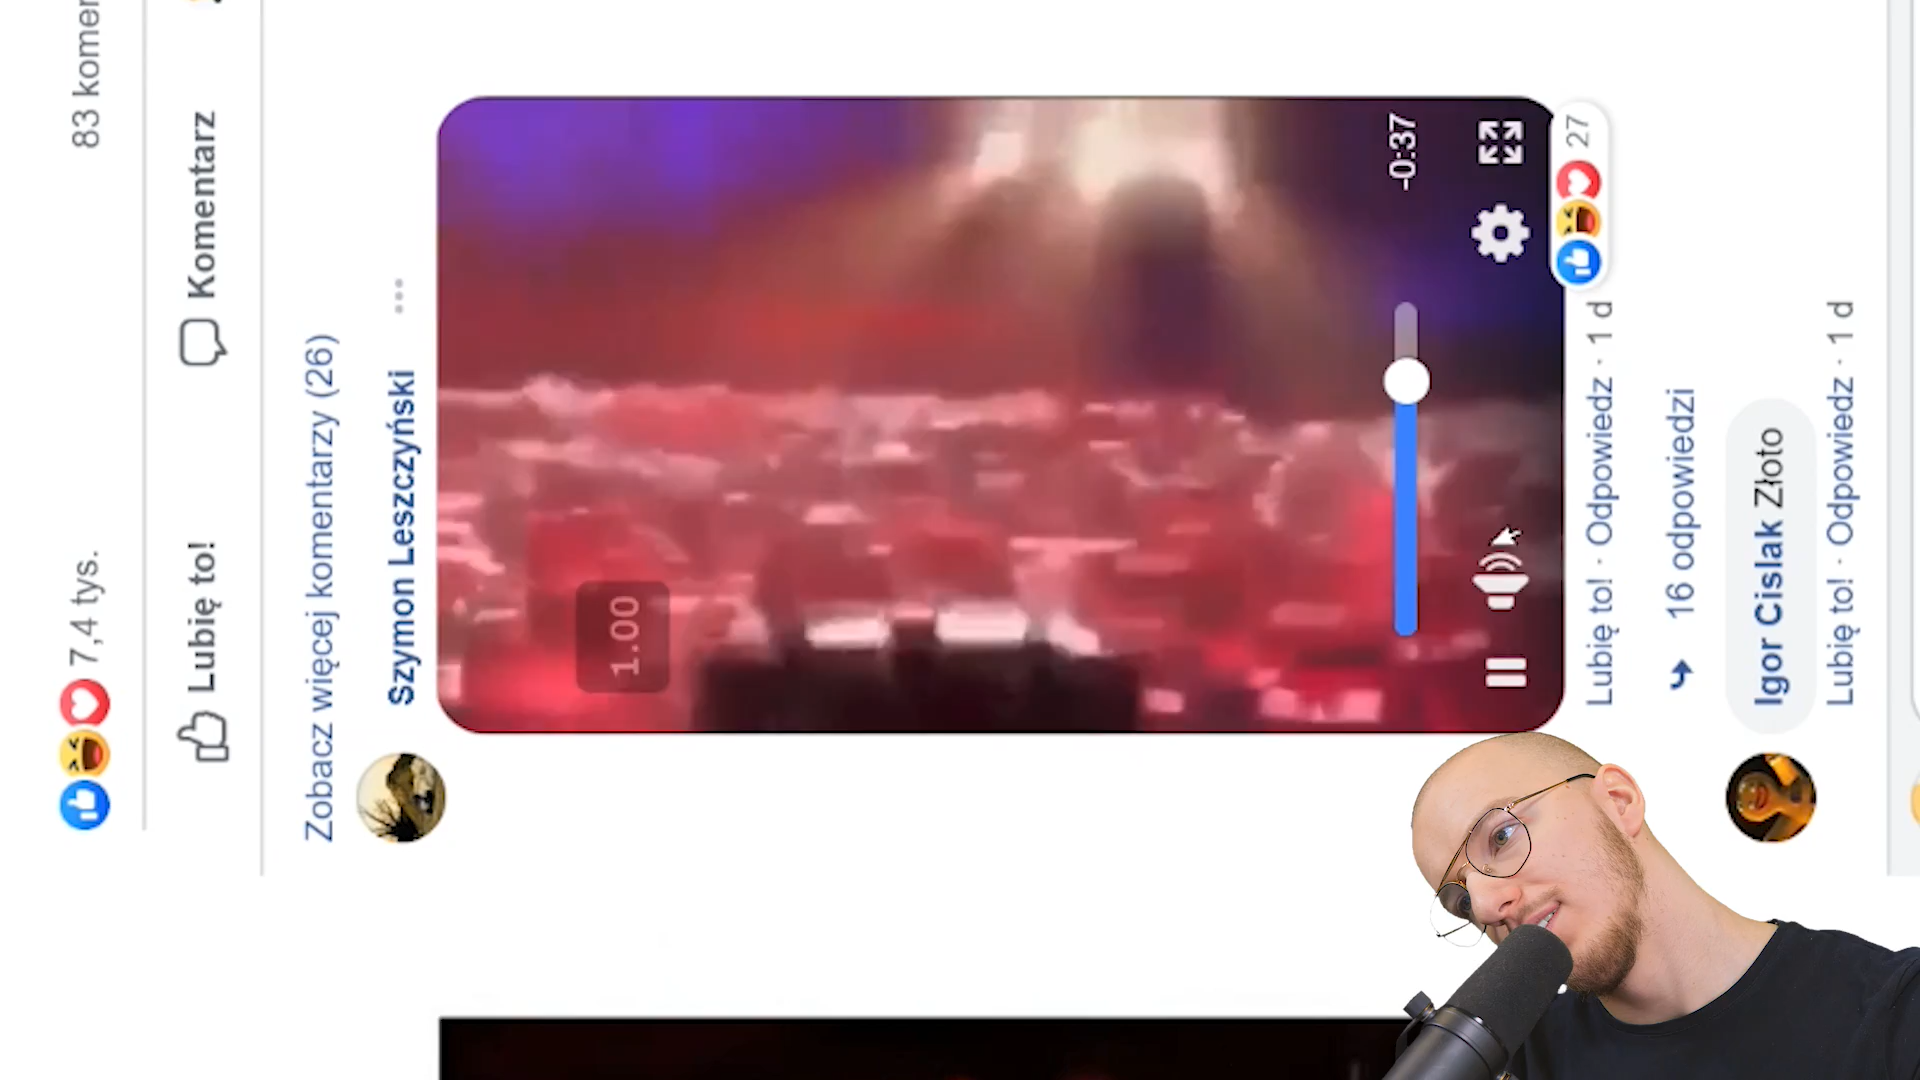 7,4 tys.
83 komen
Lubię to!
Komentarz
Zobacz więcej komentarzy (26)
Szymon Leszczyński
1.00
-0:37
27
Lubię to! · Odpowiedz · 1 d
16 odpowiedzi
Igor Cislak Złoto
Lubię to! · Odpowiedz · 1 d